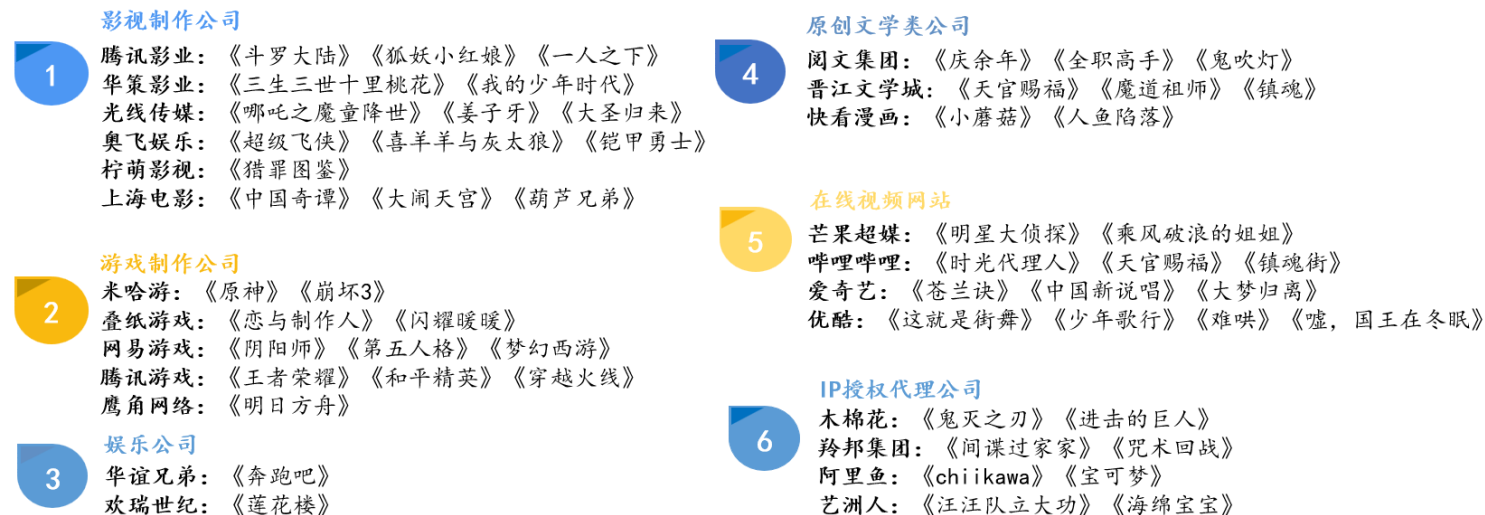 影视制作公司
1
腾讯影业：《斗罗大陆》《狐妖小红娘》《一人之下》
华策影业：《三生三世十里桃花》《我的少年时代》
光线传媒：《哪吒之魔童降世》《姜子牙》《大圣归来》
奥飞娱乐：《超级飞侠》《喜羊羊与灰太狼》《铠甲勇士》
柠萌影视：《猎罪图鉴》
上海电影：《中国奇谭》《大闹天宫》《葫芦兄弟》
游戏制作公司
2
米哈游：《原神》《崩坏3》
叠纸游戏：《恋与制作人》《闪耀暖暖》
网易游戏：《阴阳师》《第五人格》《梦幻西游》
腾讯游戏：《王者荣耀》《和平精英》《穿越火线》
鹰角网络：《明日方舟》
娱乐公司
3
华谊兄弟：《奔跑吧》
欢瑞世纪：《莲花楼》
原创文学类公司
4
阅文集团：《庆余年》《全职高手》《鬼吹灯》
晋江文学城：《天官赐福》《魔道祖师》《镇魂》
快看漫画：《小蘑菇》《人鱼陷落》
在线视频网站
5
芒果超媒：《明星大侦探》《乘风破浪的姐姐》
哔哩哔哩：《时光代理人》《天官赐福》《镇魂街》
爱奇艺：《苍兰诀》《中国新说唱》《大梦归离》
优酷：《这就是街舞》《少年歌行》《难哄》《嘘，国王在冬眠》
IP授权代理公司
6
木棉花：《鬼灭之刃》《进击的巨人》
羚邦集团：《间谍过家家》《咒术回战》
阿里鱼：《chiikawa》《宝可梦》
艺洲人：《汪汪队立大功》《海绵宝宝》